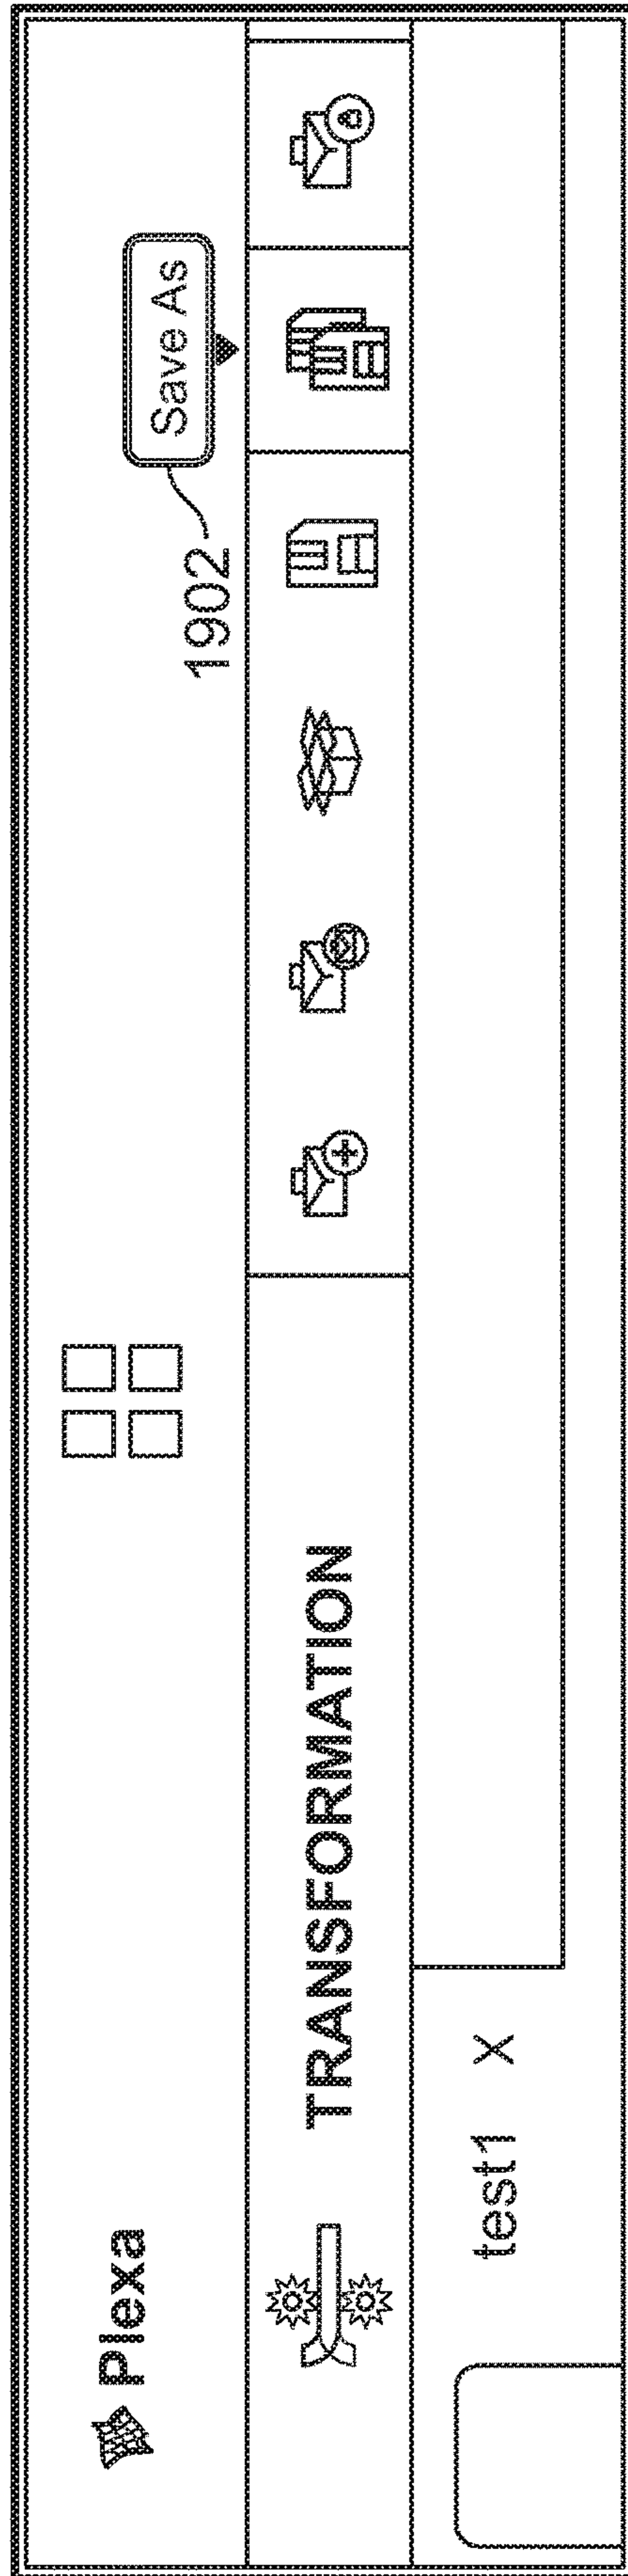 Plexa
Save As
1902
TRANSFORMATION
test1 X